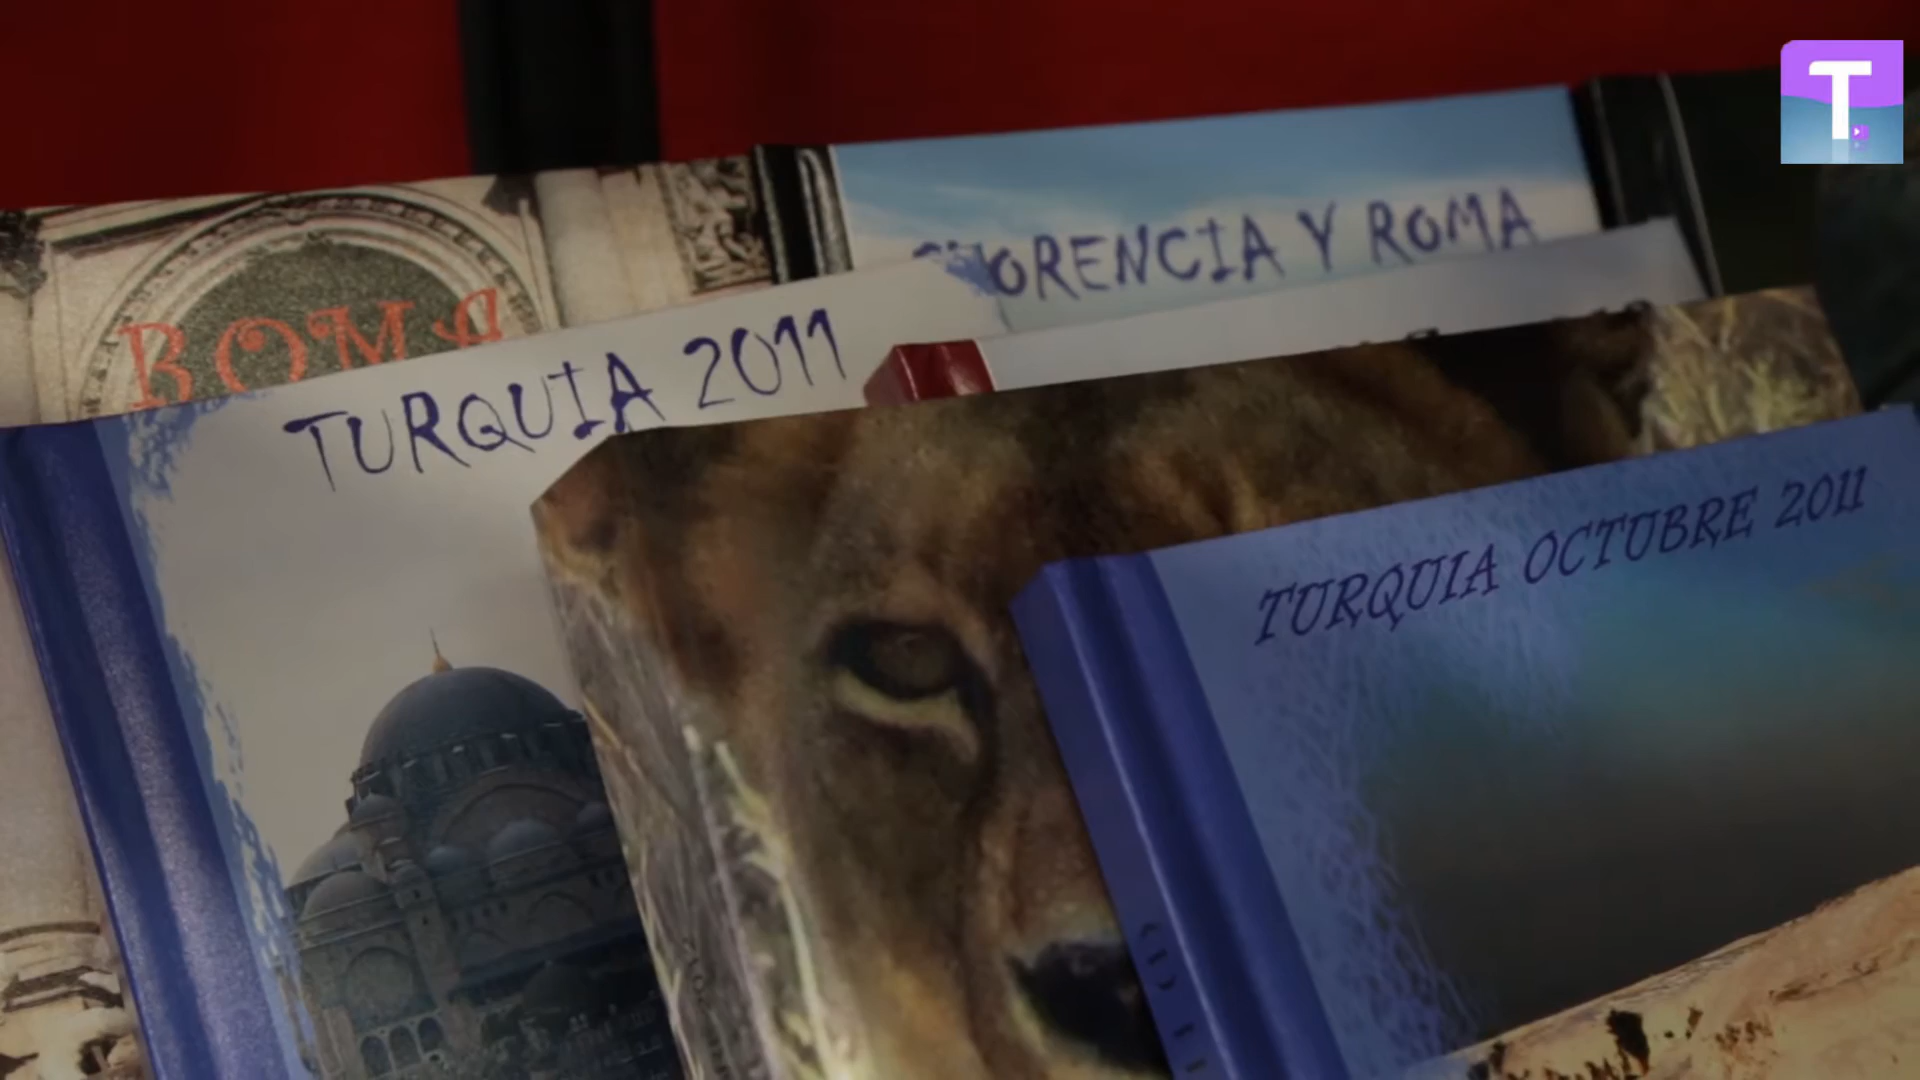 ROMA
FLORENCIA Y ROMA
TURQUIA 2011
TURQUIA OCTUBRE 2011
T